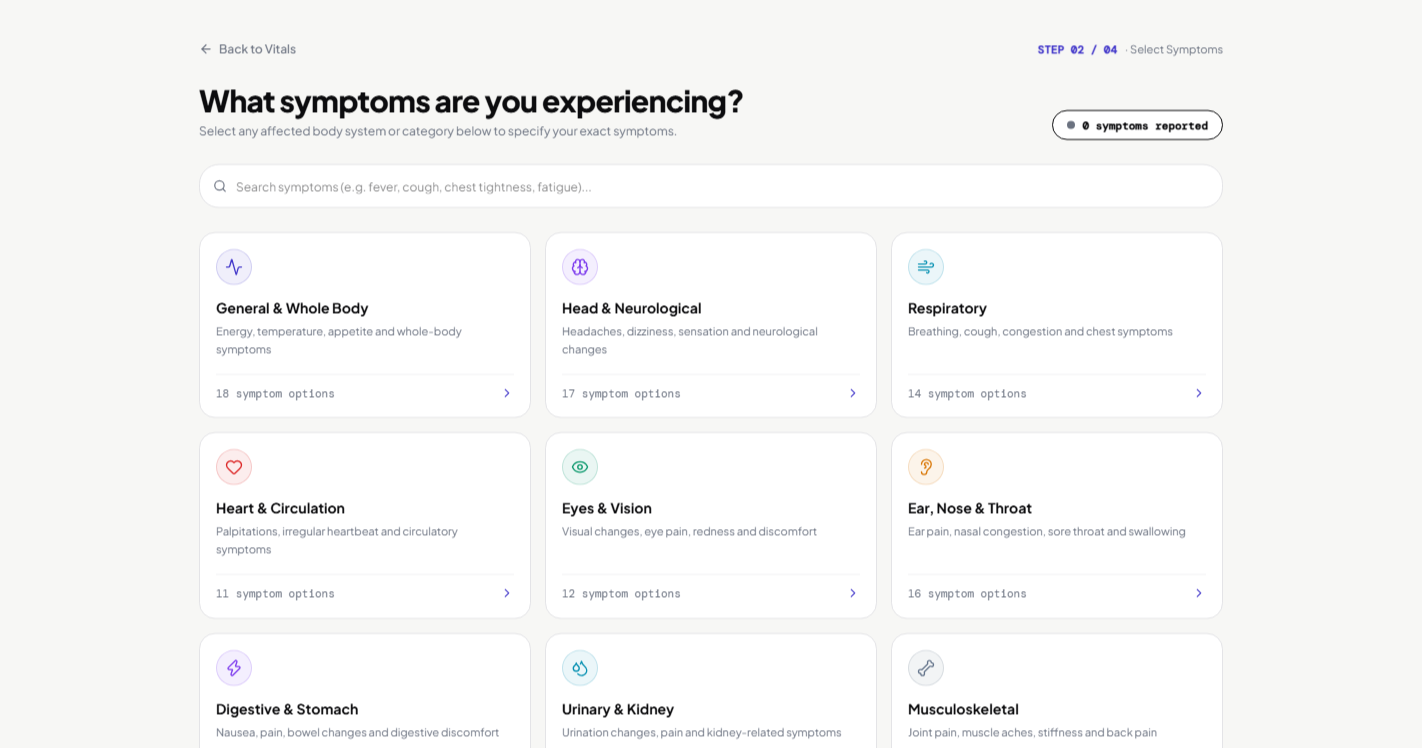 Back to Vitals
STEP 02 / 04 · Select Symptoms
What symptoms are you experiencing?
Select any affected body system or category below to specify your exact symptoms.
0 symptoms reported
Search symptoms (e.g. fever, cough, chest tightness, fatigue)...
General & Whole Body
Energy, temperature, appetite and whole-body
symptoms
18 symptom options
Head & Neurological
Headaches, dizziness, sensation and neurological
changes
17 symptom options
Respiratory
Breathing, cough, congestion and chest symptoms
14 symptom options
Heart & Circulation
Palpitations, irregular heartbeat and circulatory
symptoms
11 symptom options
Eyes & Vision
Visual changes, eye pain, redness and discomfort
12 symptom options
Ear, Nose & Throat
Ear pain, nasal congestion, sore throat and swallowing
16 symptom options
Digestive & Stomach
Nausea, pain, bowel changes and digestive discomfort
Urinary & Kidney
Urination changes, pain and kidney-related symptoms
Musculoskeletal
Joint pain, muscle aches, stiffness and back pain